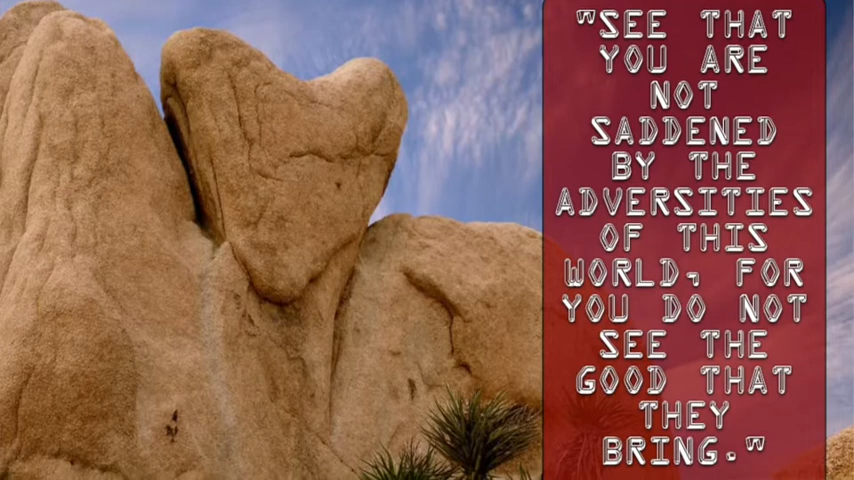 "SEE THAT
YOU ARE
NOT
SADDENED
BY THE
ADVERSITIES
OF THIS
WORLD, FOR
YOU DO NOT
SEE THE
GOOD THAT
THEY
BRING."